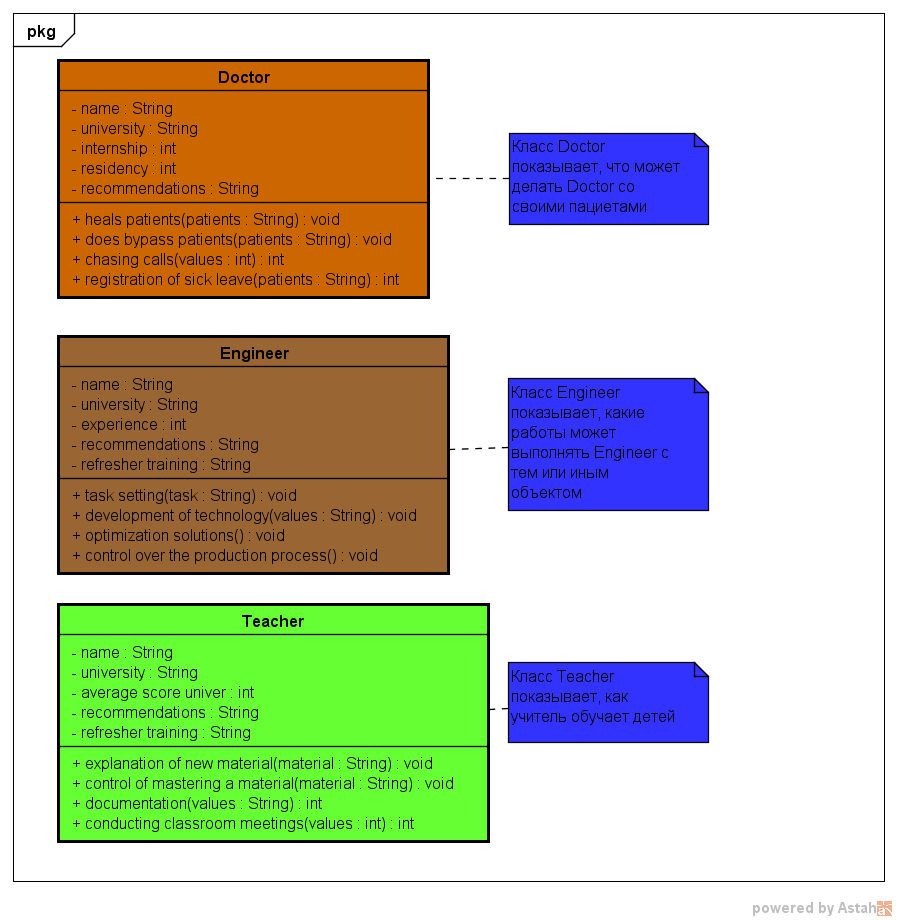 pkg
Doctor
- name : String
- university : String
- internship : int
- residency : int
- recommendations : String
+ heals patients(patients : String) : void
+ does bypass patients(patients : String) : void
+ chasing calls(values : int) : int
+ registration of sick leave(patients : String) : int
Класс Doctor
показывает, что может
делать Doctor со
своими пациетами
Engineer
- name : String
- university : String
- experience : int
- recommendations : String
- refresher training : String
+ task setting(task : String) : void
+ development of technology(values : String) : void
+ optimization solutions() : void
+ control over the production process() : void
Класс Engineer
показывает, какие
работы может
выполнять Engineer с
тем или иным
объектом
Teacher
- name : String
- university : String
- average score univer : int
- recommendations : String
- refresher training : String
+ explanation of new material(material : String) : void
+ control of mastering a material(material : String) : void
+ documentation(values : String) : int
+ conducting classroom meetings(values : int) : int
Класс Teacher
показывает, как
учитель обучает детей
powered by Astah